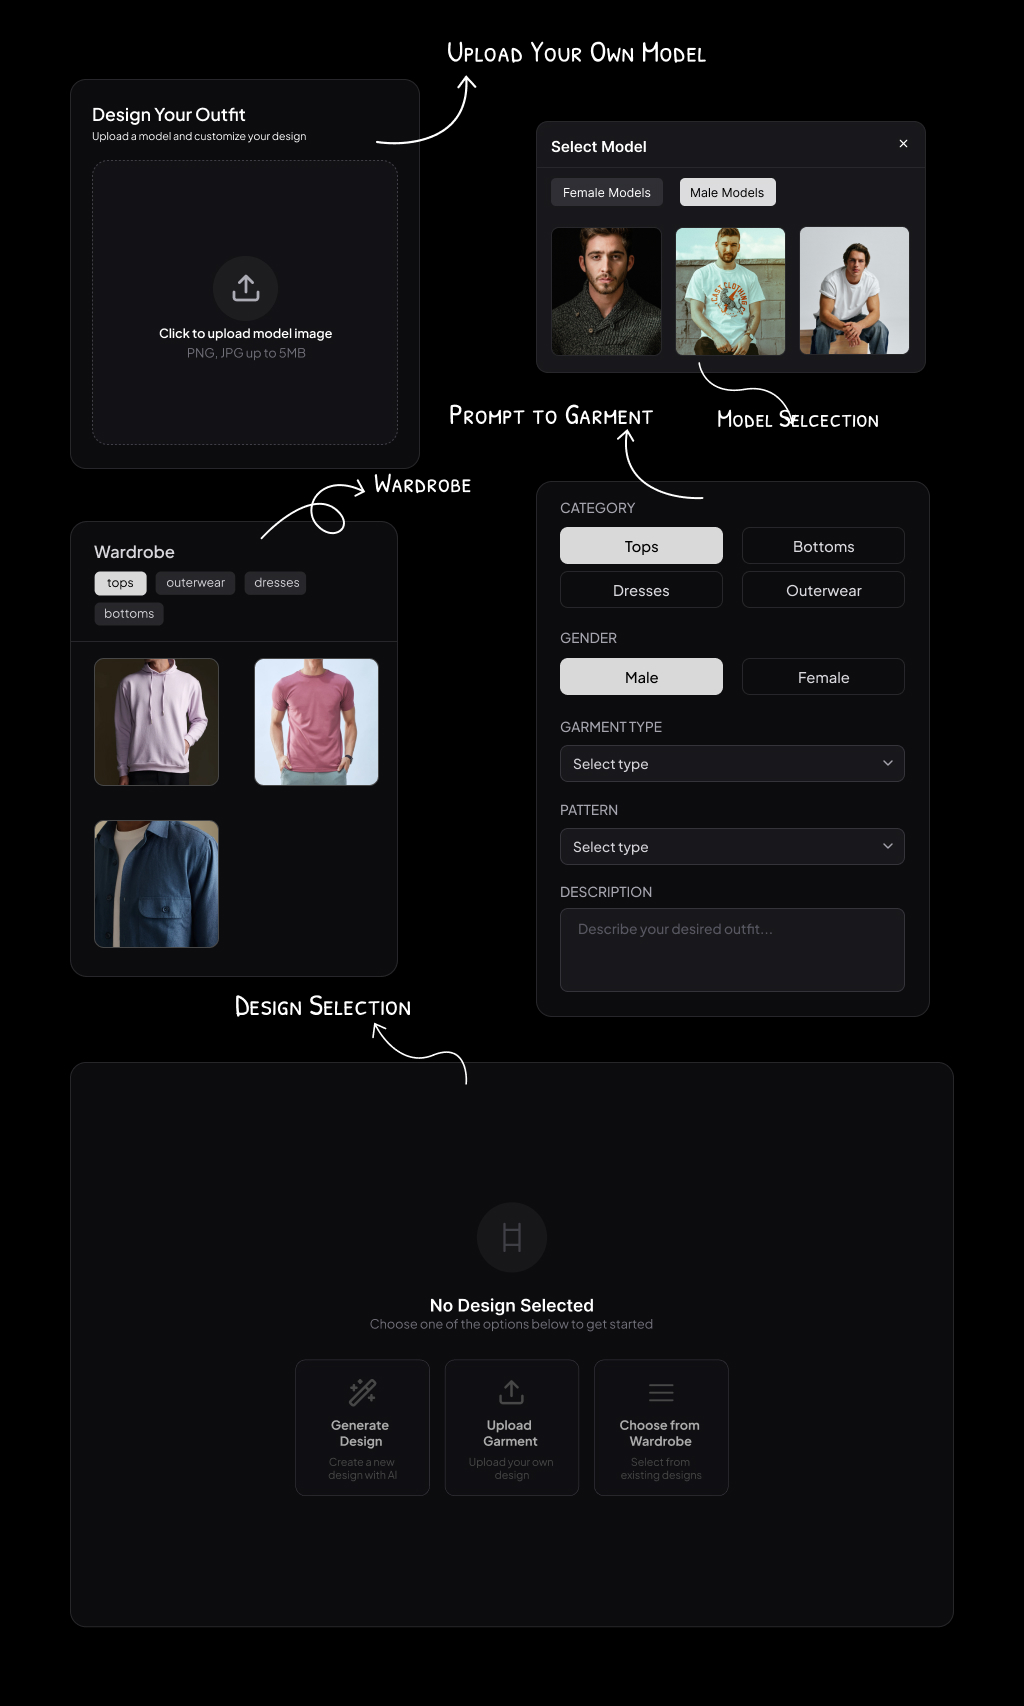 Upload Your Own Model
Design Your Outfit
Upload a model and customize your design
Click to upload model image
PNG, JPG up to 5MB
Select Model
×
Female Models
Male Models
LAST CLOTHING
Model Selcection
Prompt to Garment
Wardrobe
Wardrobe
tops
outerwear
dresses
bottoms
CATEGORY
Tops
Bottoms
Dresses
Outerwear
GENDER
Male
Female
GARMENT TYPE
Select type
PATTERN
Select type
DESCRIPTION
Describe your desired outfit...
Design Selection
No Design Selected
Choose one of the options below to get started
Generate
Design
Create a new
design with AI
Upload
Garment
Upload your own
design
Choose from
Wardrobe
Select from
existing designs